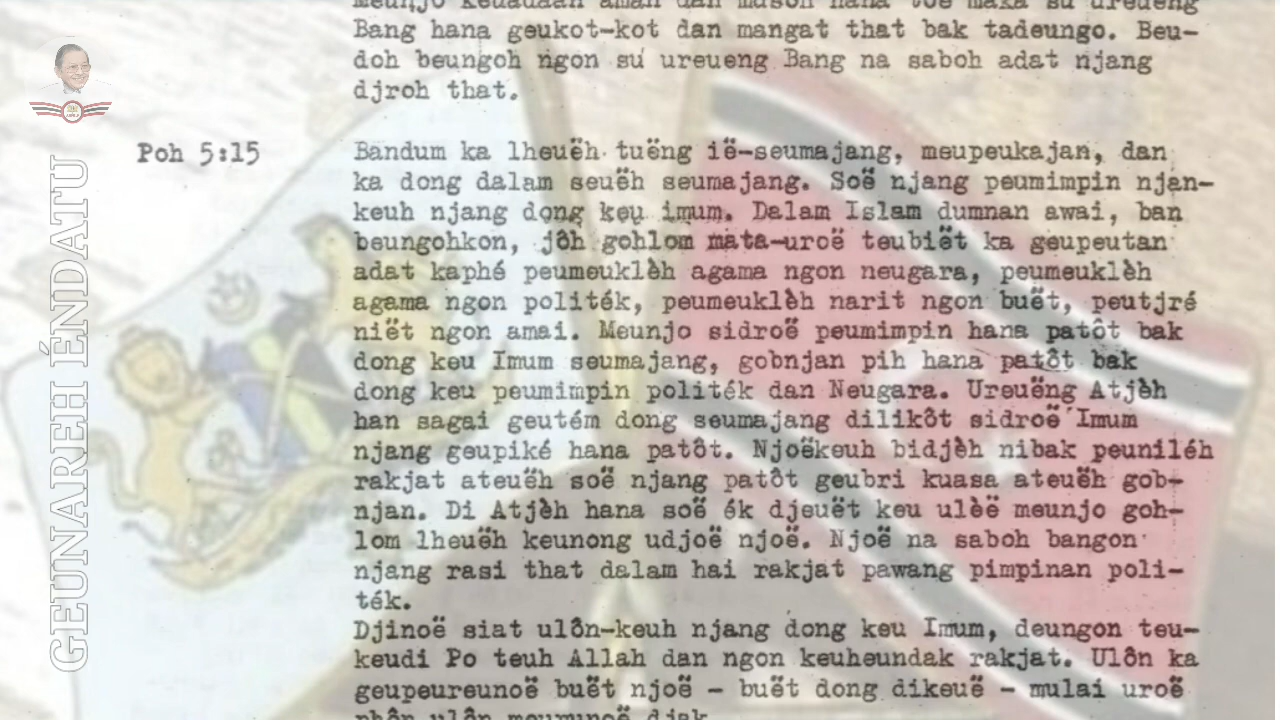 Bang hana geukot-kot dan mangat that bak tadeungo. Beu-
doh beungoh ngon sú ureueng Bang na saboh adat njang
djroh that.
Poh 5:15
Bandum ka lheuëh tuëng ië-seumajang, meupeukajan, dan
ka dong dalam seuëh seumajang. Soë njang peumimpin njan-
keuh njang dong keu imum. Dalam Islam dumnan awai, ban
beungohkon, jôh gohlom mata-uroë teubiët ka geupeutan
adat kaphé peumeuklèh agama ngon neugara, peumeuklèh
agama ngon politék, peumeuklèh narit ngon buët, peutjré
niët ngon amai. Meunjo sidroë peumimpin hana patôt bak
dong keu Imum seumajang, gobnjan pih hana patôt bak
dong keu peumimpin politék dan Neugara. Ureuëng Atjèh
han sagai geutém dong seumajang dilikôt sidroë Imum
njang geupiké hana patôt. Njoëkeuh bidjèh nibak peuniléh
rakjat ateuëh soë njang patôt geubri kuasa ateuëh gob-
njan. Di Atjèh hana soë ék djeuët keu ulèë meunjo goh-
lom lheuëh keunong udjoë njoë. Njoë na saboh bangon
njang rasi that dalam hai rakjat pawang pimpinan poli-
ték.
Djinoë siat ulôn-keuh njang dong keu Imum, deungon teu-
keudi Po teuh Allah dan ngon keuheundak rakjat. Ulôn ka
geupeureunoë buët njoë - buët dong dikeuë - mulai uroë
GEUNAREH ÉNDATU